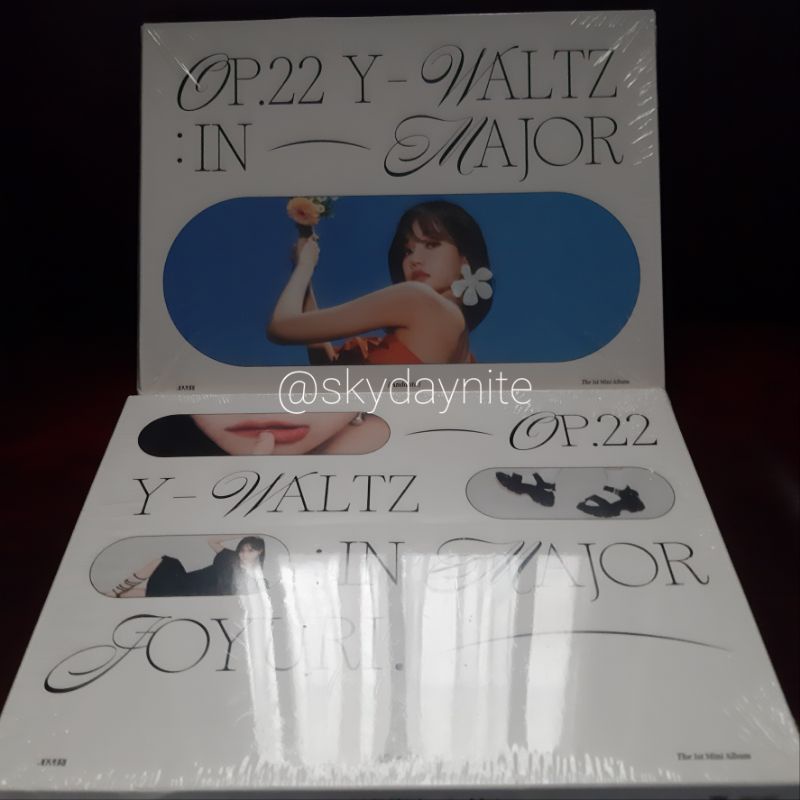 OP.22 Y-WALTZ
:IN — MAJOR
The 1st Mini Album
@skydaynite
— OP.22
Y-WALTZ
:IN MAJOR
JOYURI. —
The 1st Mini Album